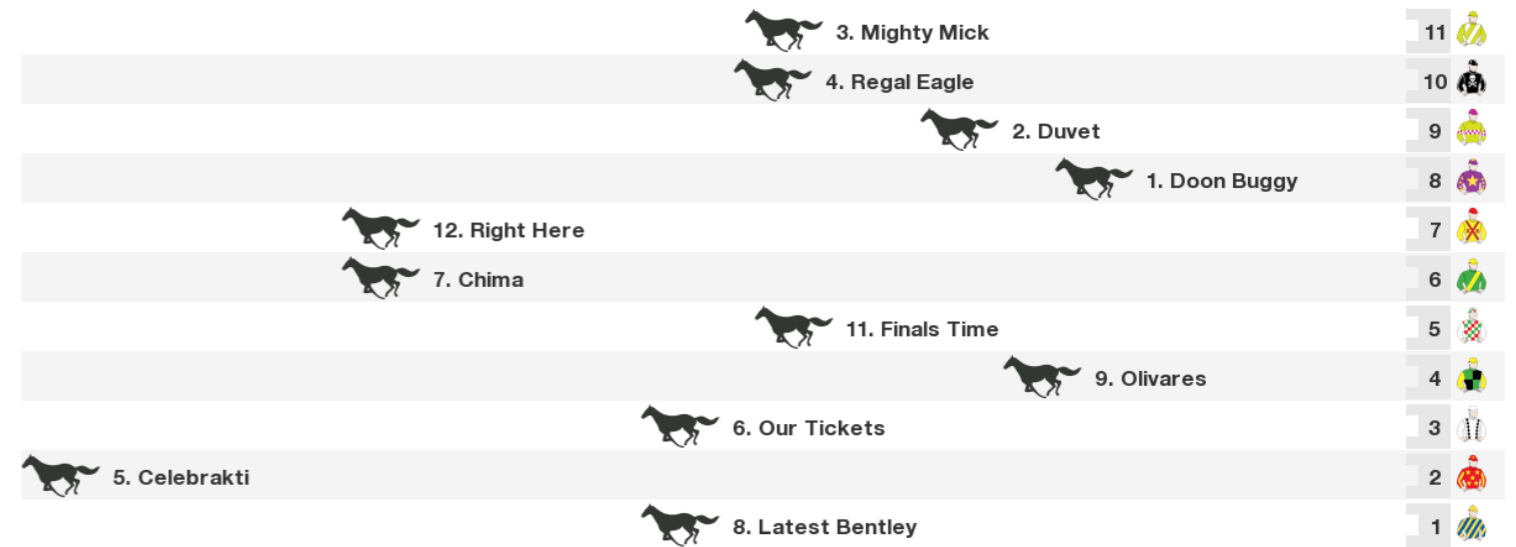 3. Mighty Mick 11
4. Regal Eagle 10
2. Duvet 9
1. Doon Buggy 8
12. Right Here 7
7. Chima 6
11. Finals Time 5
9. Olivares 4
6. Our Tickets 3
5. Celebrakti 2
8. Latest Bentley 1